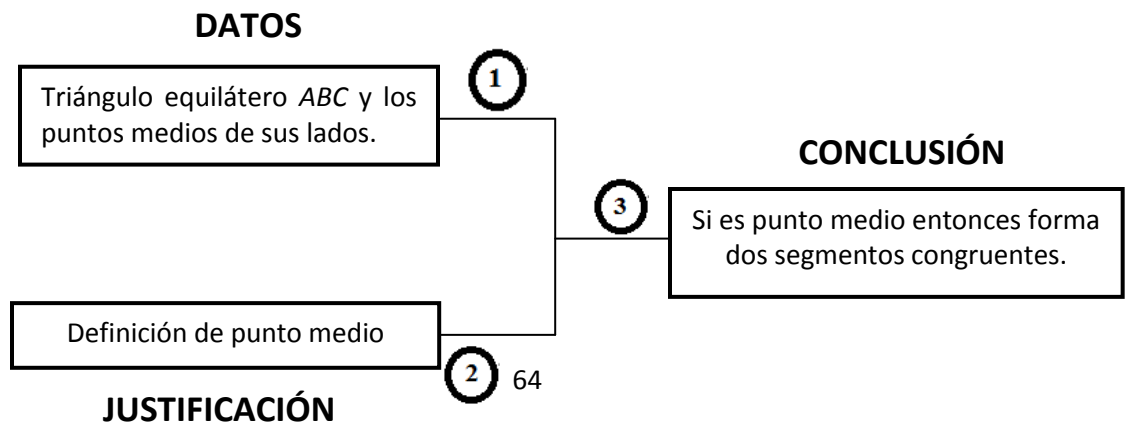 DATOS
1
Triángulo equilátero ABC y los
puntos medios de sus lados.
CONCLUSIÓN
3
Si es punto medio entonces forma
dos segmentos congruentes.
Definición de punto medio
2
64
JUSTIFICACIÓN